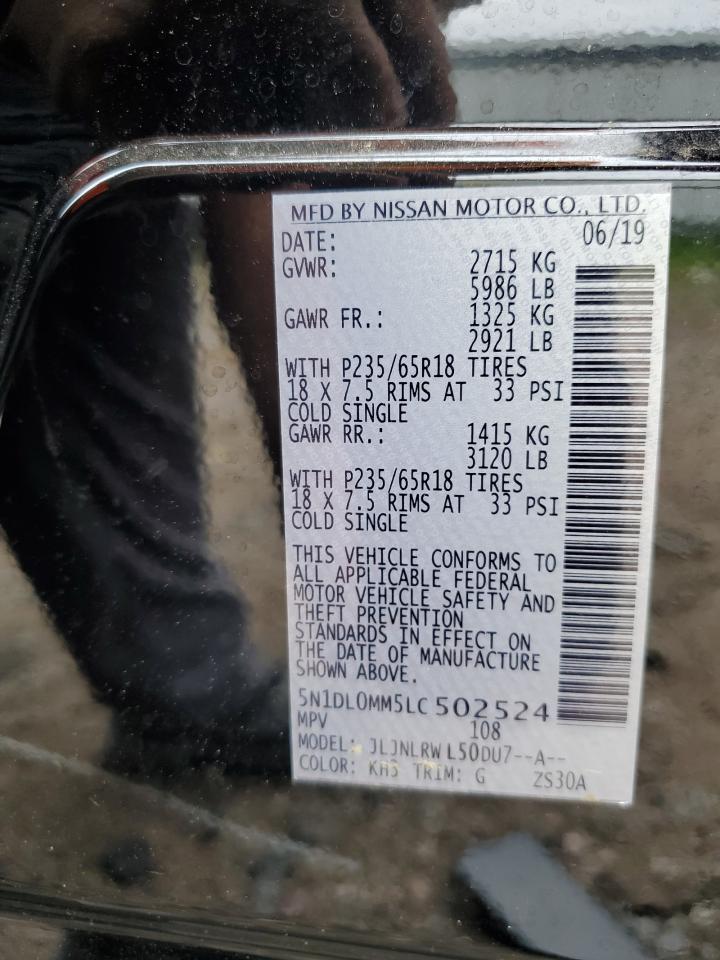 MFD BY NISSAN MOTOR CO., LTD.
DATE: 06/19
GVWR: 2715 KG
5986 LB
GAWR FR.: 1325 KG
2921 LB
WITH P235/65R18 TIRES
18 X 7.5 RIMS AT 33 PSI
COLD SINGLE
GAWR RR.: 1415 KG
3120 LB
WITH P235/65R18 TIRES
18 X 7.5 RIMS AT 33 PSI
COLD SINGLE
THIS VEHICLE CONFORMS TO
ALL APPLICABLE FEDERAL
MOTOR VEHICLE SAFETY AND
THEFT PREVENTION
STANDARDS IN EFFECT ON
THE DATE OF MANUFACTURE
SHOWN ABOVE.
5N1DL0MM5LC502524
MPV 108
MODEL: JLJNLRWL50DU7--A--
COLOR: KH3 TRIM: G ZS30A